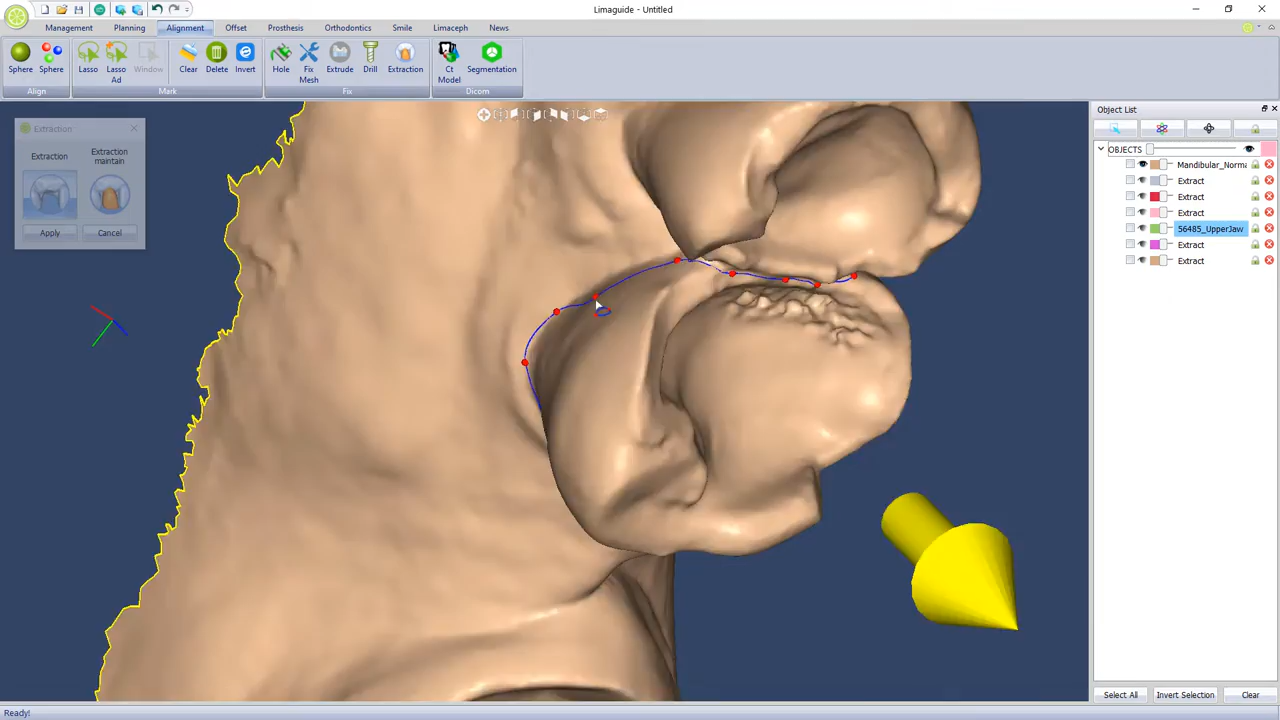 Limaguide - Untitled
Management Planning Alignment Offset Prosthesis Orthodontics Smile Limaceph News
Sphere Sphere Lasso Lasso Ad Window Clear Delete Invert Hole Fix Mesh Extrude Drill Extraction Ct Model Segmentation
Align Mark Fix Dicom
Extraction
Extraction Extraction maintain
Apply Cancel
Object List
OBJECTS
Mandibular_Norma
Extract
Extract
Extract
56485_UpperJaw
Extract
Extract
Select All Invert Selection Clear
Ready!